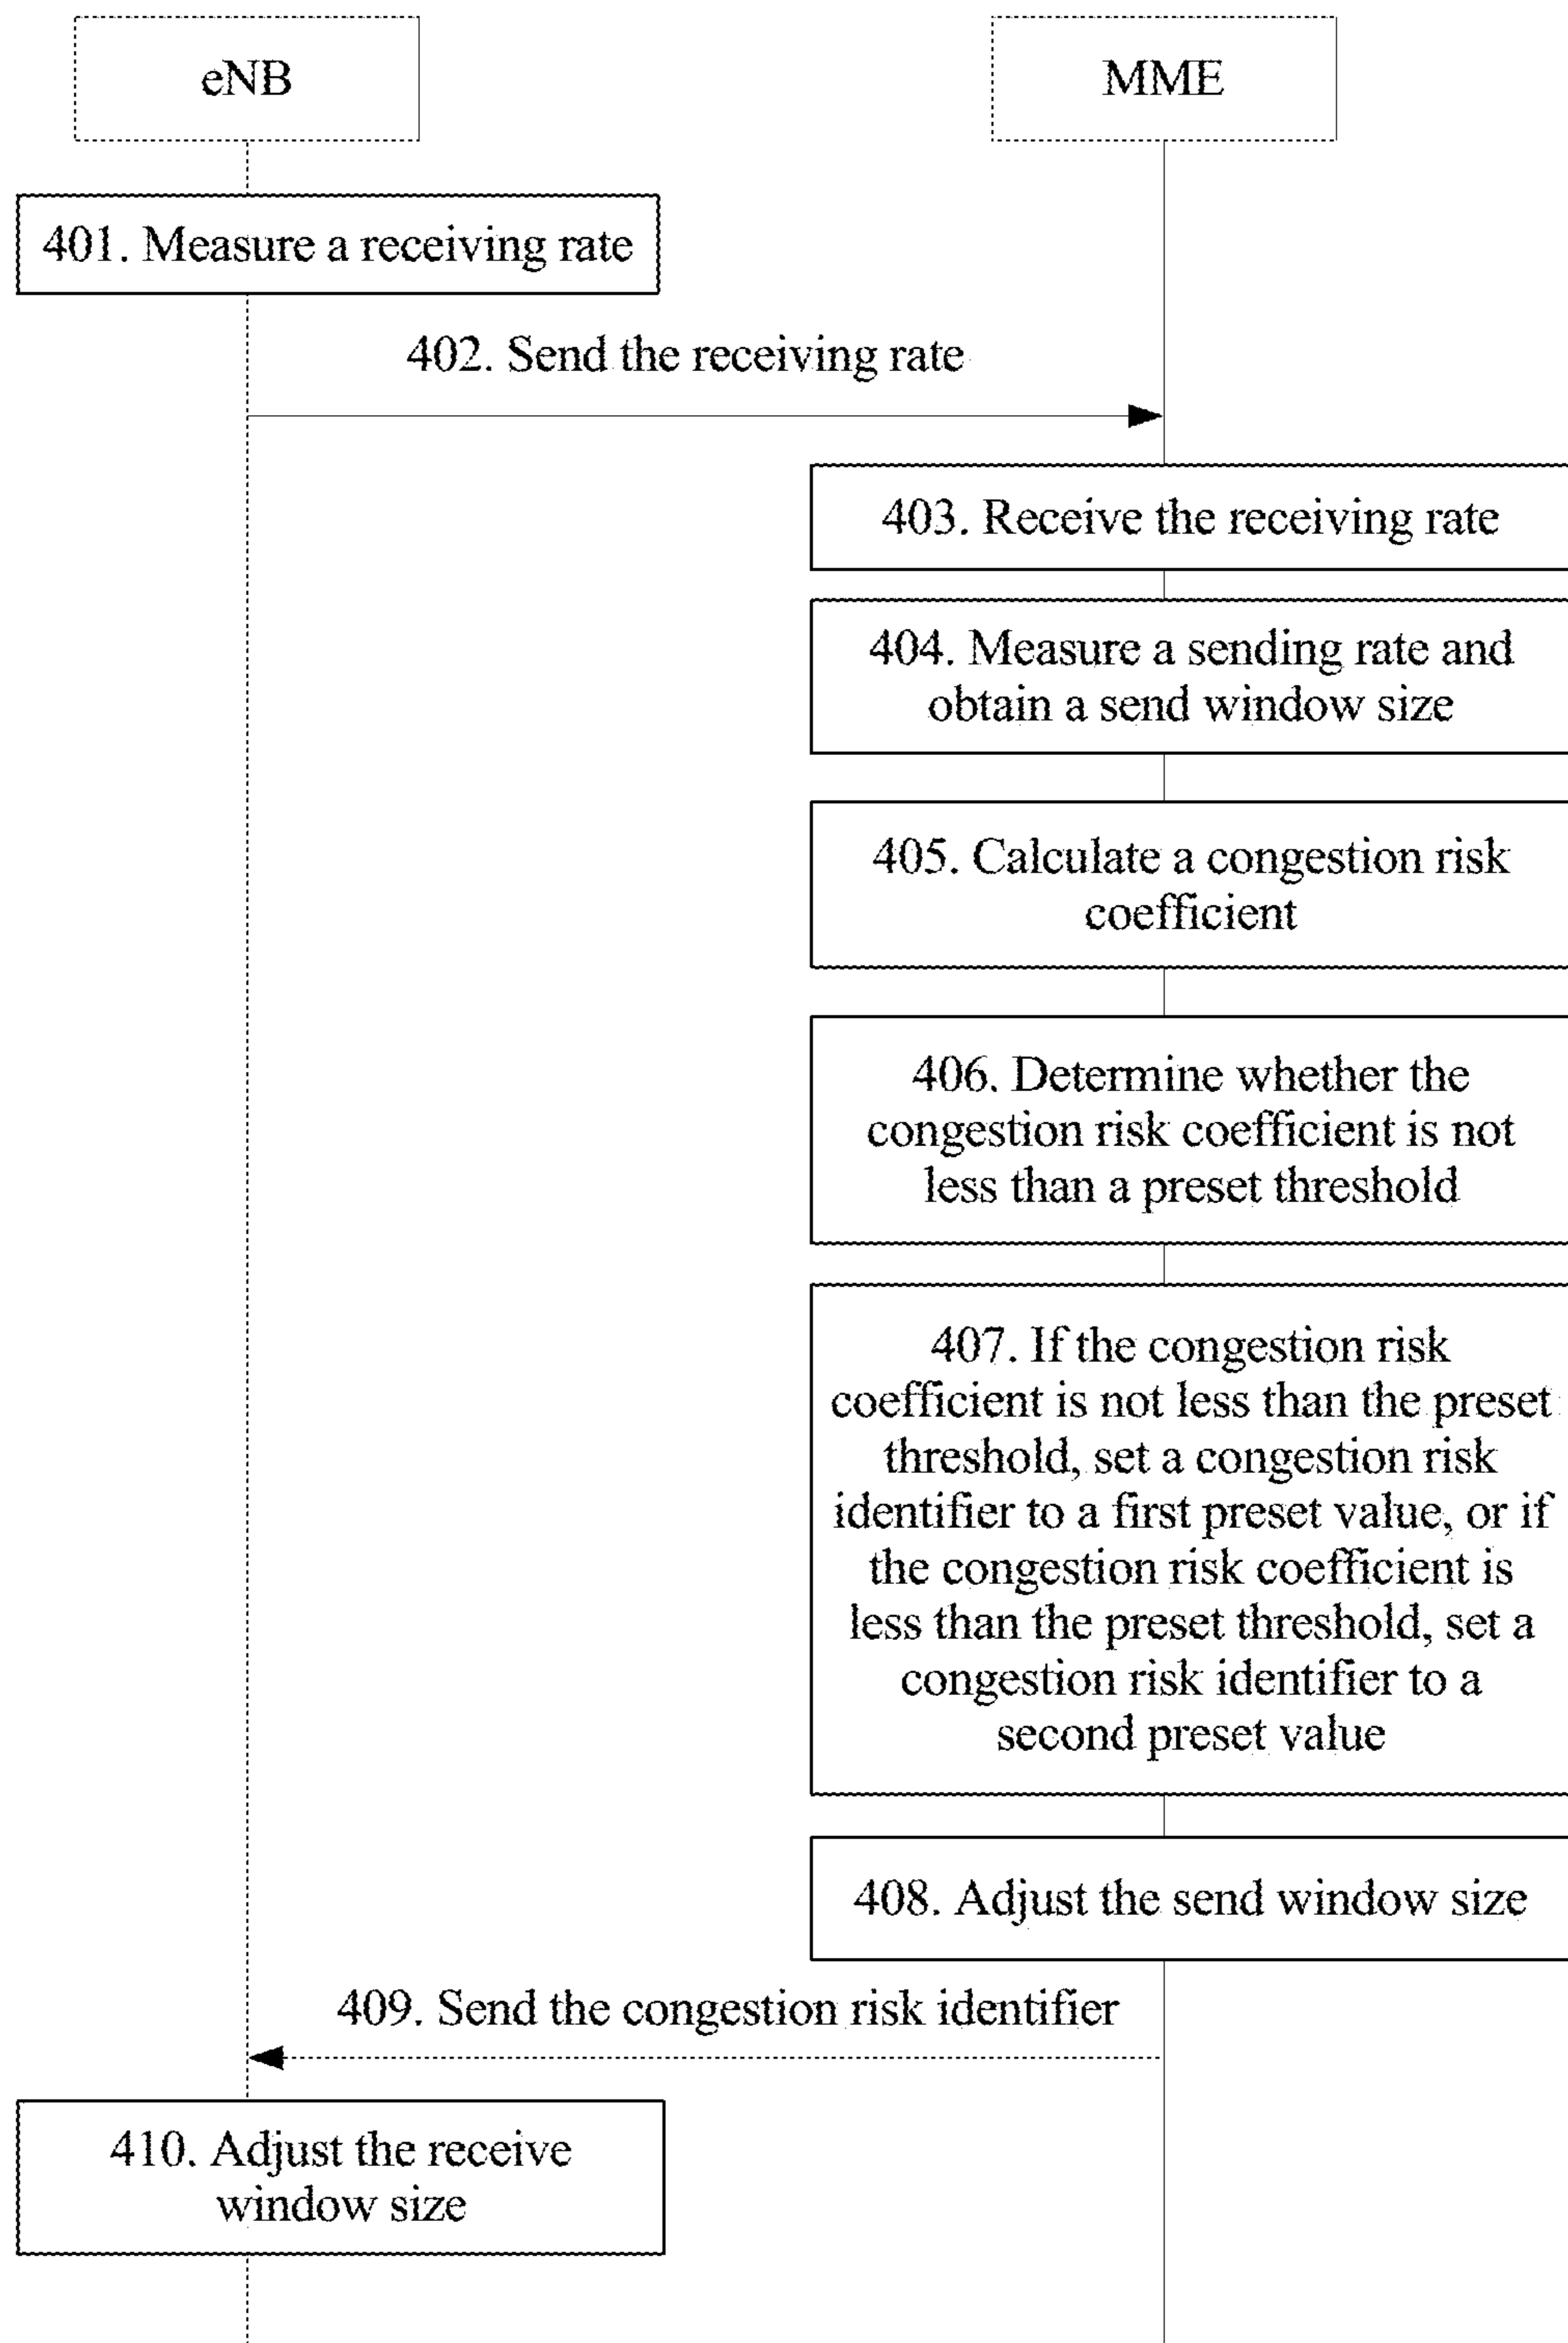 eNB
MME
401. Measure a receiving rate
402. Send the receiving rate
403. Receive the receiving rate
404. Measure a sending rate and
obtain a send window size
405. Calculate a congestion risk
coefficient
406. Determine whether the
congestion risk coefficient is not
less than a preset threshold
407. If the congestion risk
coefficient is not less than the preset
threshold, set a congestion risk
identifier to a first preset value, or if
the congestion risk coefficient is
less than the preset threshold, set a
congestion risk identifier to a
second preset value
408. Adjust the send window size
409. Send the congestion risk identifier
410. Adjust the receive
window size